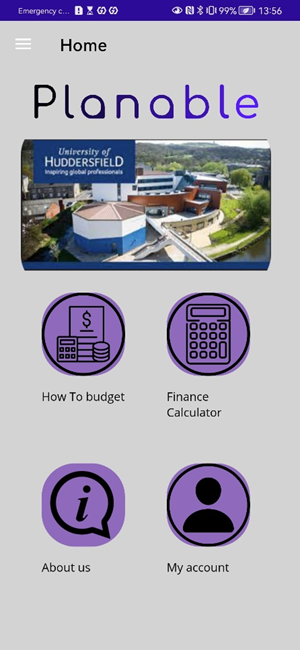 Emergency c... 99% 13:56
Home
Planable
University of
HUDDERSFIELD
Inspiring global professionals
$
How To budget
Finance
Calculator
i
About us
My account